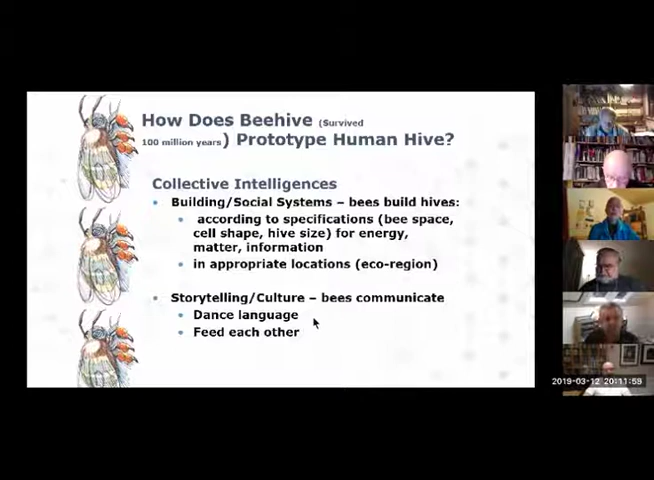 How Does Beehive (Survived
100 million years) Prototype Human Hive?
Collective Intelligences
Building/Social Systems – bees build hives:
according to specifications (bee space,
cell shape, hive size) for energy,
matter, information
in appropriate locations (eco-region)
Storytelling/Culture – bees communicate
Dance language
Feed each other
2019-03-12 20:11:59